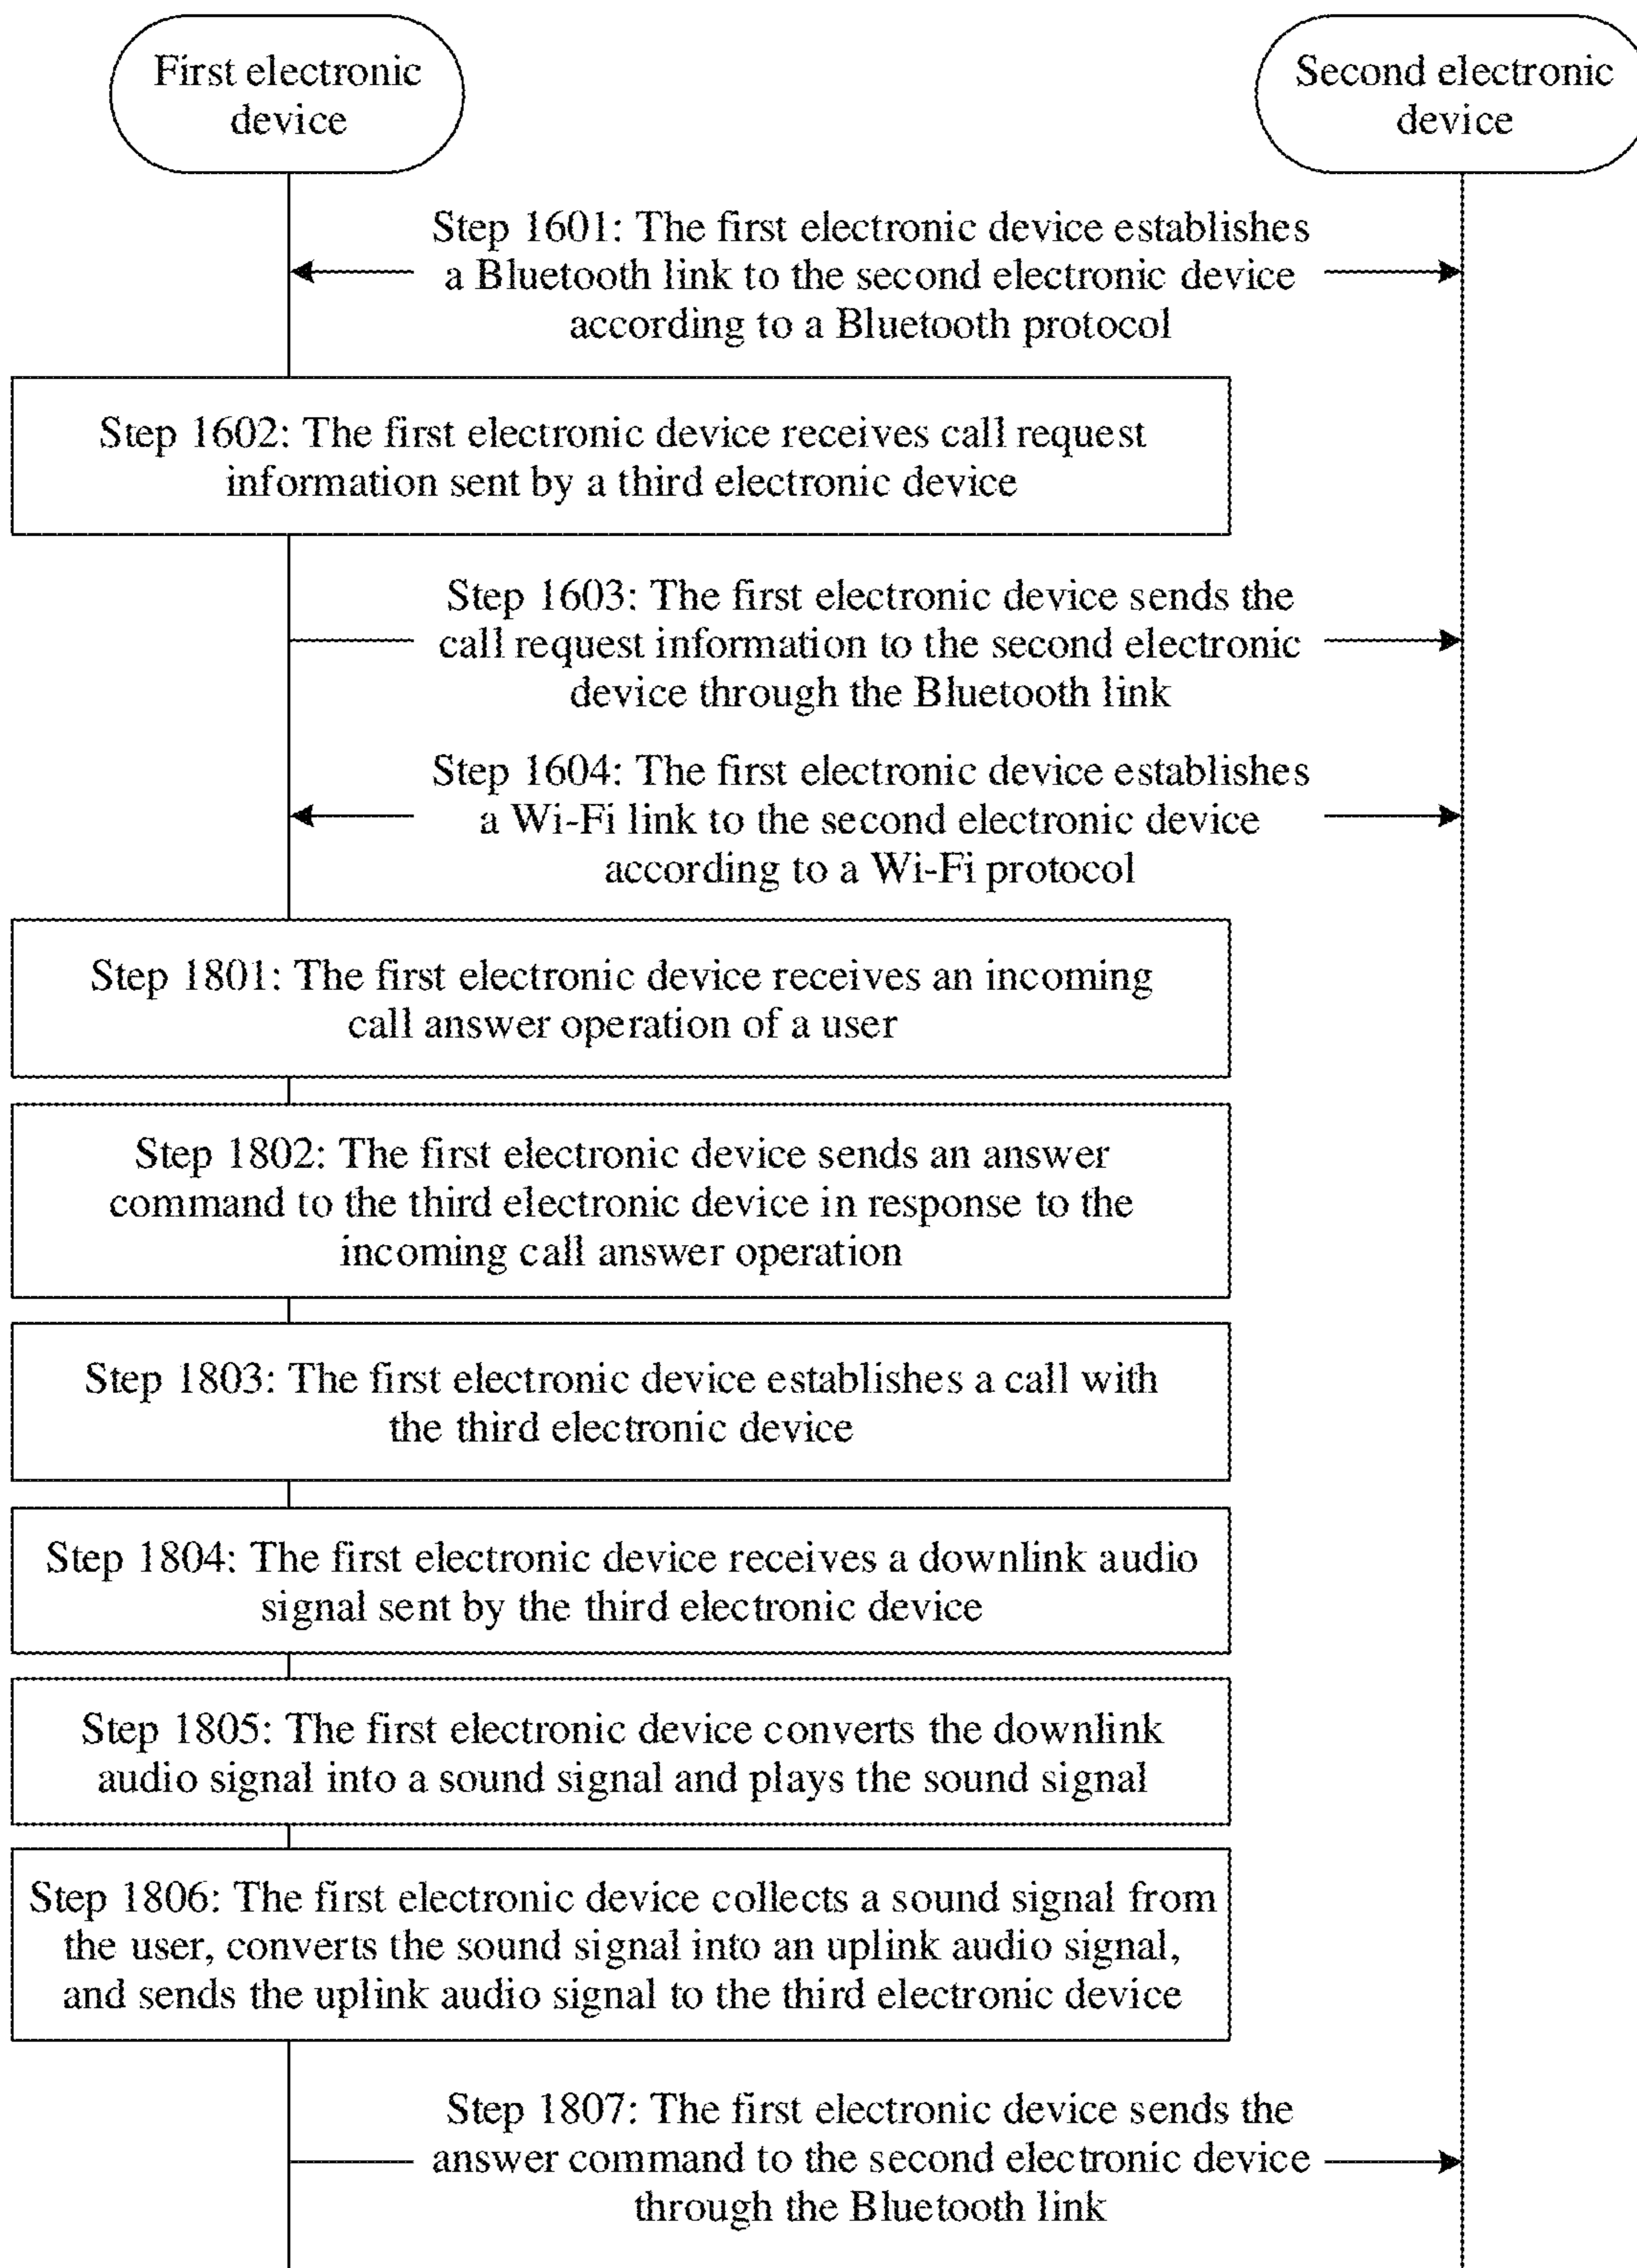 First electronic
device
Second electronic
device
Step 1601: The first electronic device establishes
a Bluetooth link to the second electronic device
according to a Bluetooth protocol
Step 1602: The first electronic device receives call request
information sent by a third electronic device
Step 1603: The first electronic device sends the
call request information to the second electronic
device through the Bluetooth link
Step 1604: The first electronic device establishes
a Wi-Fi link to the second electronic device
according to a Wi-Fi protocol
Step 1801: The first electronic device receives an incoming
call answer operation of a user
Step 1802: The first electronic device sends an answer
command to the third electronic device in response to the
incoming call answer operation
Step 1803: The first electronic device establishes a call with
the third electronic device
Step 1804: The first electronic device receives a downlink audio
signal sent by the third electronic device
Step 1805: The first electronic device converts the downlink
audio signal into a sound signal and plays the sound signal
Step 1806: The first electronic device collects a sound signal from
the user, converts the sound signal into an uplink audio signal,
and sends the uplink audio signal to the third electronic device
Step 1807: The first electronic device sends the
answer command to the second electronic device
through the Bluetooth link